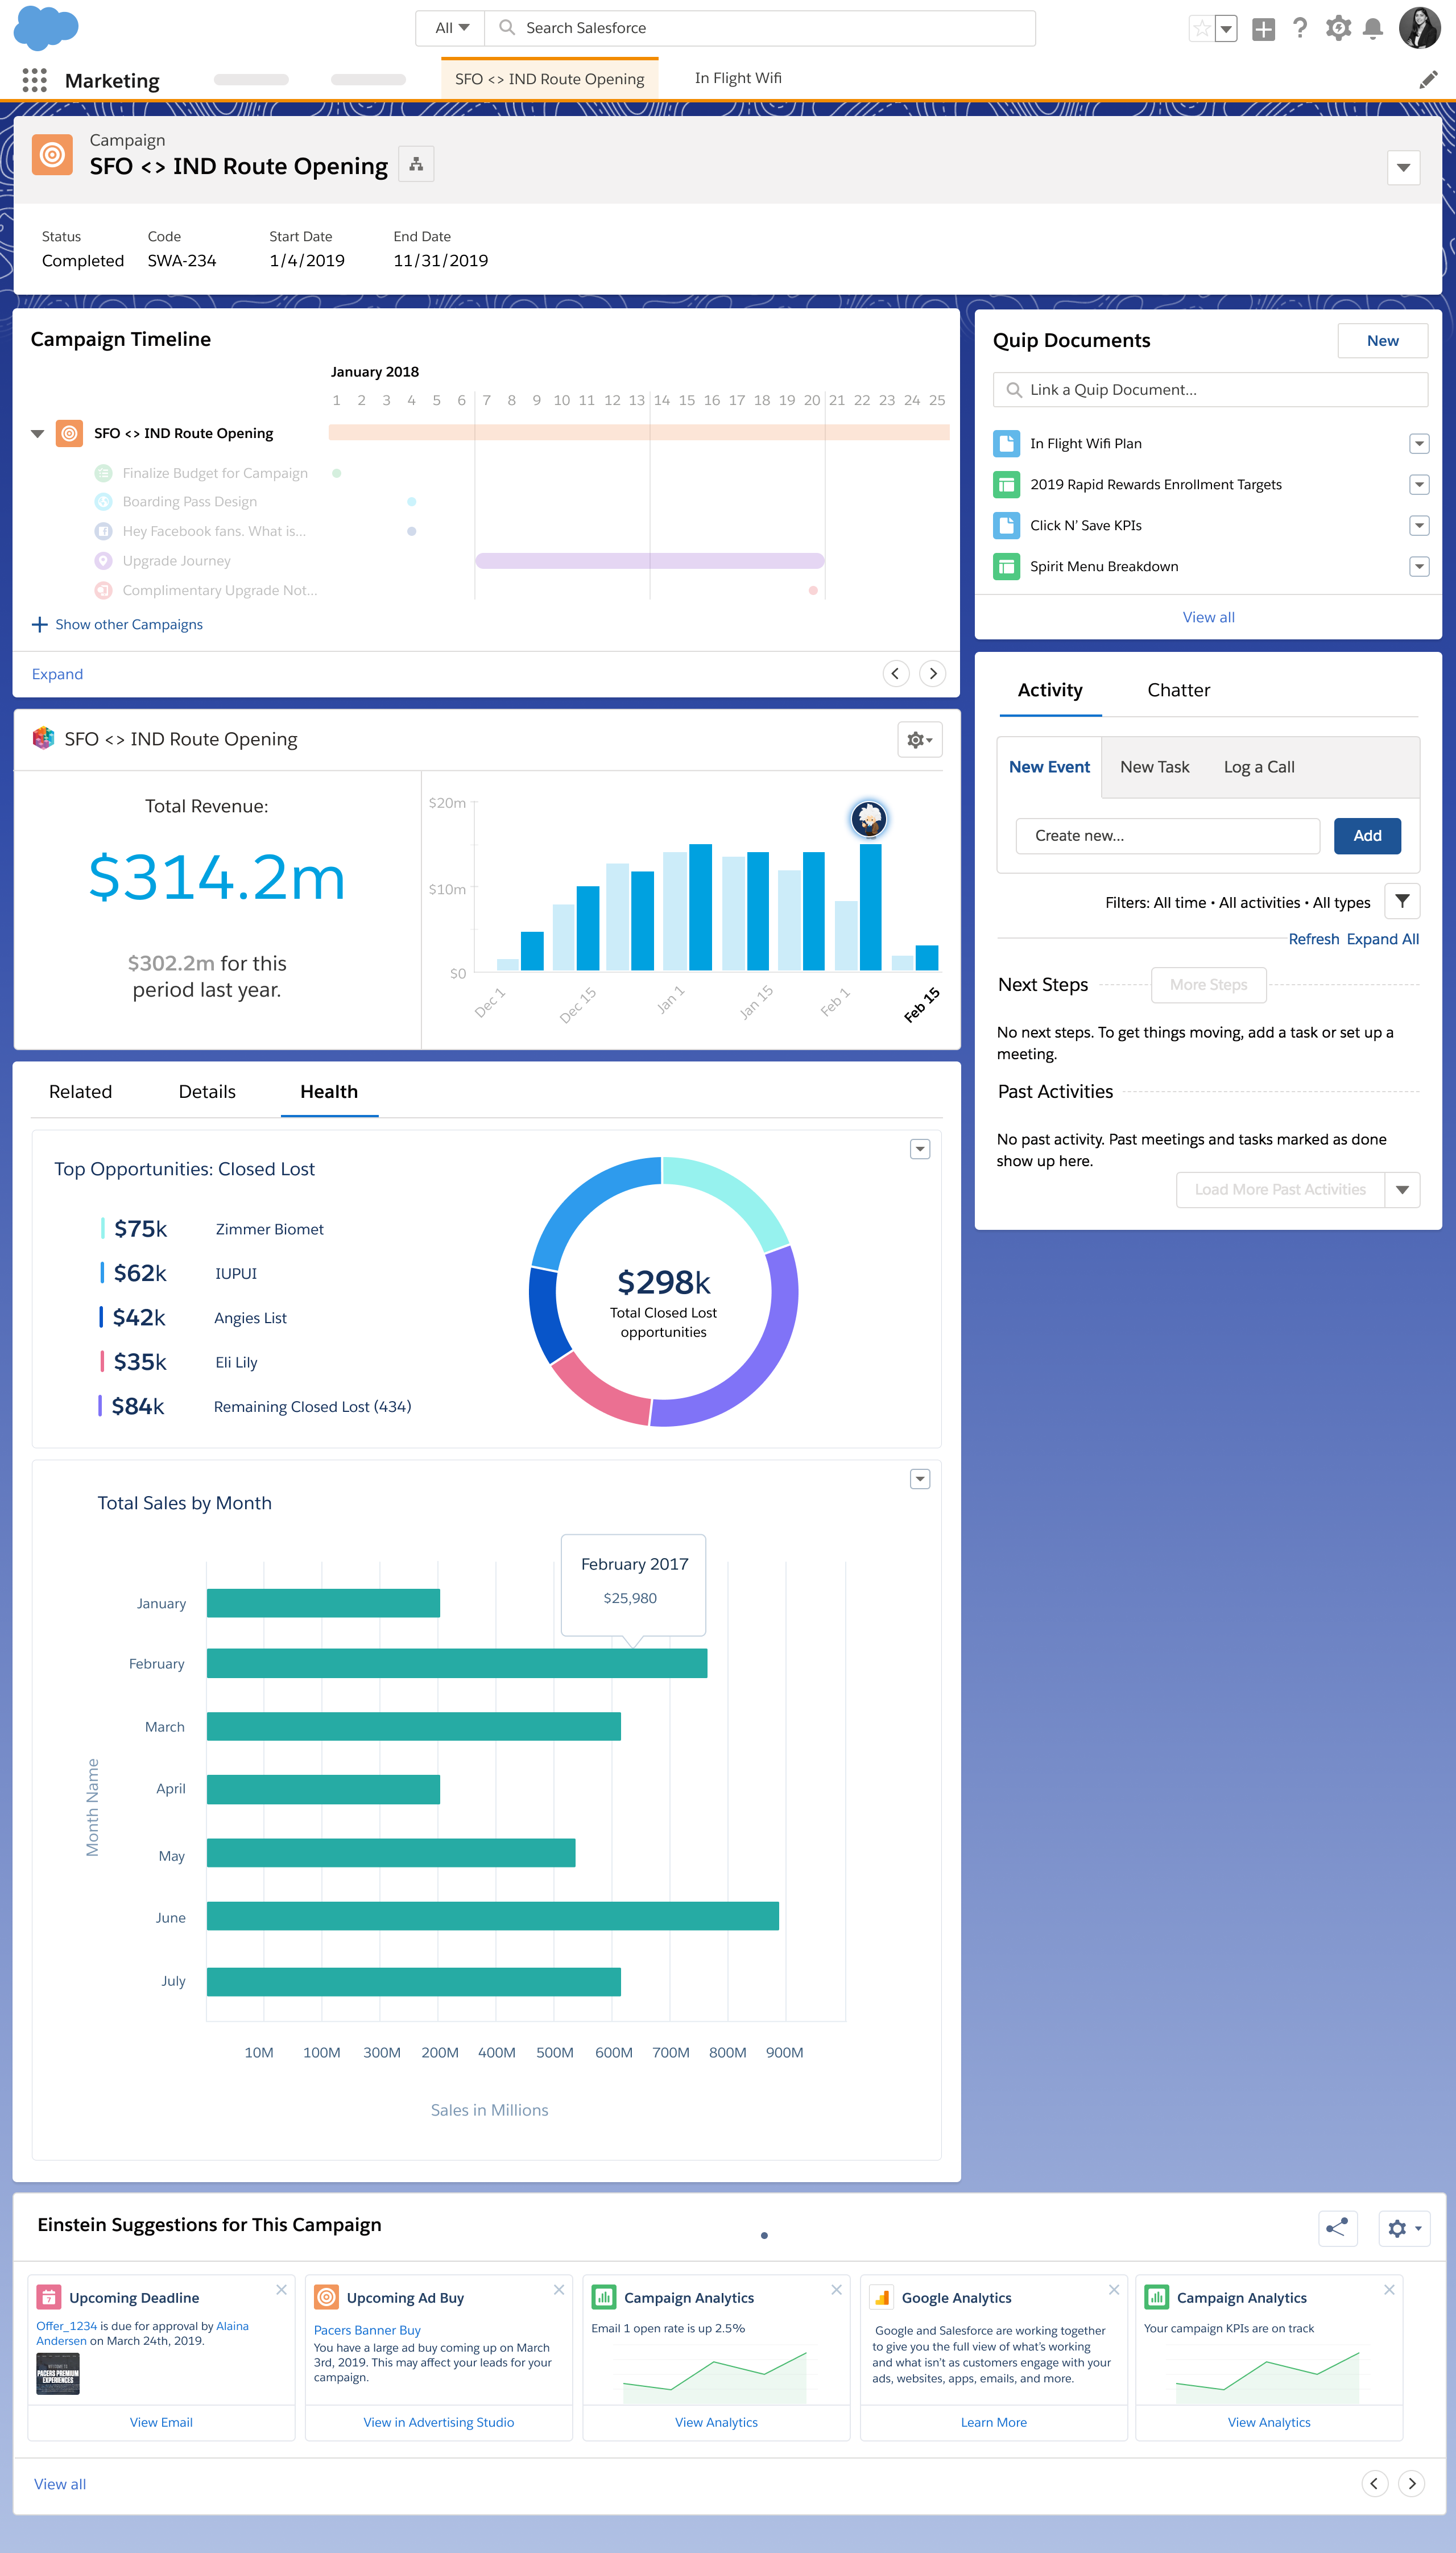 All
Search Salesforce
Marketing
SFO <> IND Route Opening
In Flight Wifi
Campaign
SFO <> IND Route Opening
Status
Code
Start Date
End Date
Completed
SWA-234
1/4/2019
11/31/2019
Campaign Timeline
January 2018
1 2 3 4 5 6 7 8 9 10 11 12 13 14 15 16 17 18 19 20 21 22 23 24 25
SFO <> IND Route Opening
Finalize Budget for Campaign
Boarding Pass Design
Hey Facebook fans. What is...
Upgrade Journey
Complimentary Upgrade Not...
Show other Campaigns
Expand
Quip Documents
New
Link a Quip Document...
In Flight Wifi Plan
2019 Rapid Rewards Enrollment Targets
Click N' Save KPIs
Spirit Menu Breakdown
View all
Activity
Chatter
New Event
New Task
Log a Call
Create new...
Add
Filters: All time • All activities • All types
Refresh
Expand All
Next Steps
More Steps
No next steps. To get things moving, add a task or set up a
meeting.
Past Activities
No past activity. Past meetings and tasks marked as done
show up here.
Load More Past Activities
SFO <> IND Route Opening
Total Revenue:
$314.2m
$302.2m for this
period last year.
$20m
$10m
$0
Dec 1
Dec 15
Jan 1
Jan 15
Feb 1
Feb 15
Related
Details
Health
Top Opportunities: Closed Lost
$75k Zimmer Biomet
$62k IUPUI
$42k Angies List
$35k Eli Lily
$84k Remaining Closed Lost (434)
$298k
Total Closed Lost
opportunities
Total Sales by Month
February 2017
$25,980
January
February
March
April
May
June
July
Month Name
10M 100M 300M 200M 400M 500M 600M 700M 800M 900M
Sales in Millions
Einstein Suggestions for This Campaign
7
Upcoming Deadline
Offer_1234 is due for approval by Alaina
Andersen on March 24th, 2019.
PACERS PREMIUM
EXPERIENCES
View Email
Upcoming Ad Buy
Pacers Banner Buy
You have a large ad buy coming up on March
3rd, 2019. This may affect your leads for your
campaign.
View in Advertising Studio
Campaign Analytics
Email 1 open rate is up 2.5%
View Analytics
Google Analytics
Google and Salesforce are working together
to give you the full view of what's working
and what isn't as customers engage with your
ads, websites, apps, emails, and more.
Learn More
Campaign Analytics
Your campaign KPIs are on track
View Analytics
View all